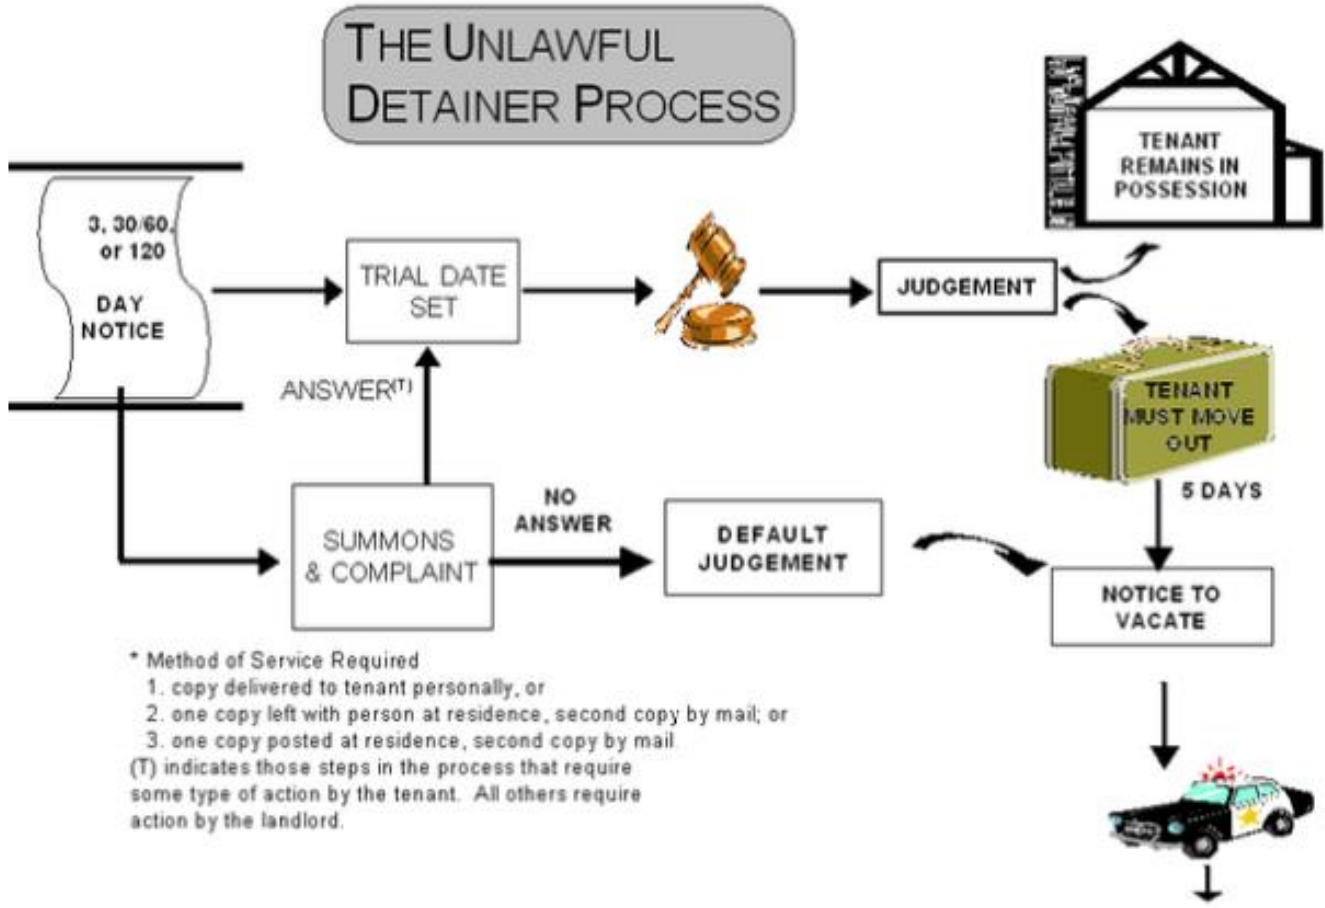 THE UNLAWFUL
DETAINER PROCESS
3, 30/60,
or 120
DAY
NOTICE
TRIAL DATE
SET
JUDGEMENT
TENANT
REMAINS IN
POSSESSION
TENANT
MUST MOVE
OUT
5 DAYS
ANSWER(T)
SUMMONS
& COMPLAINT
NO
ANSWER
DEFAULT
JUDGEMENT
NOTICE TO
VACATE
* Method of Service Required
1. copy delivered to tenant personally, or
2. one copy left with person at residence, second copy by mail; or
3. one copy posted at residence, second copy by mail
(T) indicates those steps in the process that require
some type of action by the tenant. All others require
action by the landlord.